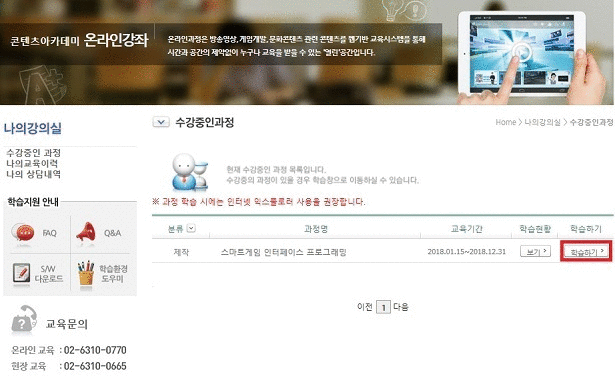 콘텐츠아카데미 온라인강좌
온라인과정은 방송영상, 게임개발, 문화콘텐츠 관련 콘텐츠를 웹기반 교육시스템을 통해
시간과 공간의 제약없이 누구나 교육을 받을 수 있는 '열린'공간입니다.
나의강의실
수강중인 과정
나의교육이력
나의 상담내역
학습지원 안내
FAQ
Q&A
S/W
다운로드
학습환경
도우미
교육문의
온라인 교육 : 02-6310-0770
현장 교육 : 02-6310-0665
수강중인과정
Home > 나의강의실 > 수강중인과정
현재 수강중인 과정 목록입니다.
수강중의 과정이 있을 경우 학습창으로 이동하실 수 있습니다.
※ 과정 학습 시에는 인터넷 익스플로러 사용을 권장합니다.
분류 과정명 교육기간 학습현황 학습하기
제작 스마트게임 인터페이스 프로그래밍 2018.01.15~2018.12.31 보기 > 학습하기 >
이전 1 다음